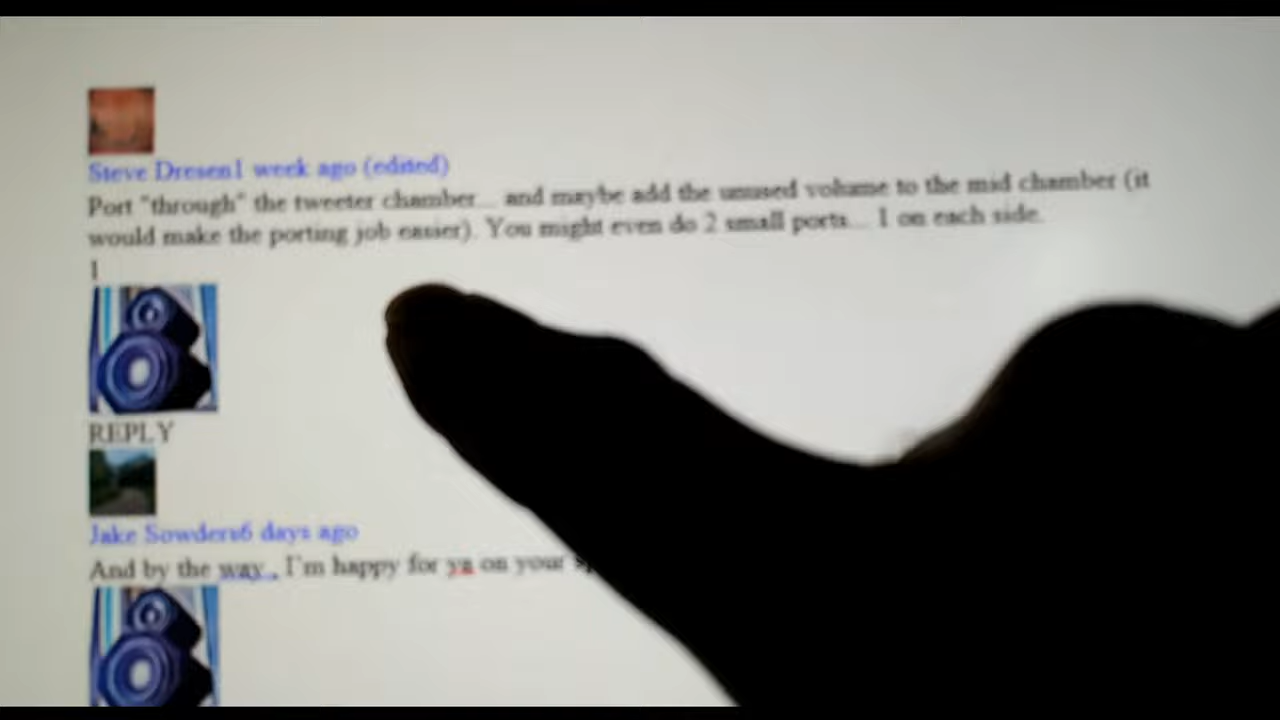 Steve Dresen1 week ago (edited)
Port "through" the tweeter chamber... and maybe add the unused volume to the mid chamber (it
would make the porting job easier). You might even do 2 small ports... 1 on each side.
1
REPLY
Jake Sowders6 days ago
And by the way , I'm happy for ya on your